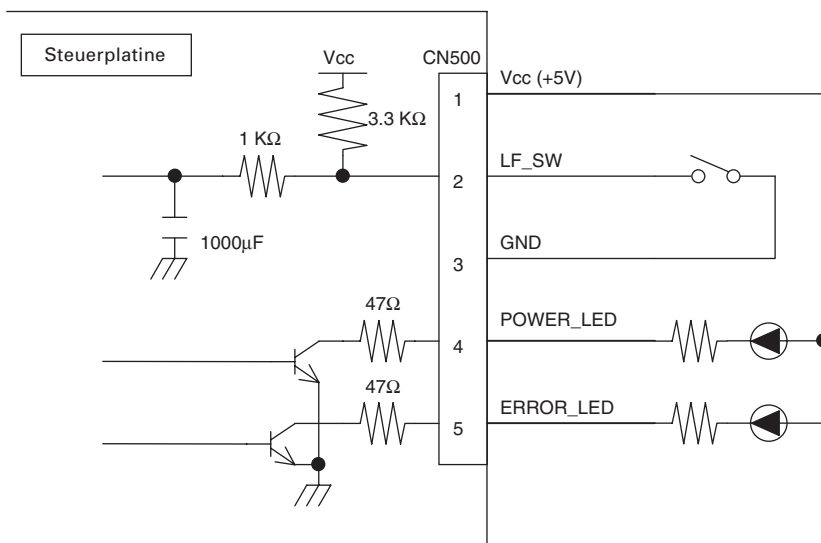 Steuerplatine
Vcc
CN500
Vcc (+5V)
1
3.3 KΩ
1 KΩ
LF_SW
2
1000µF
GND
3
47Ω
POWER_LED
4
47Ω
ERROR_LED
5